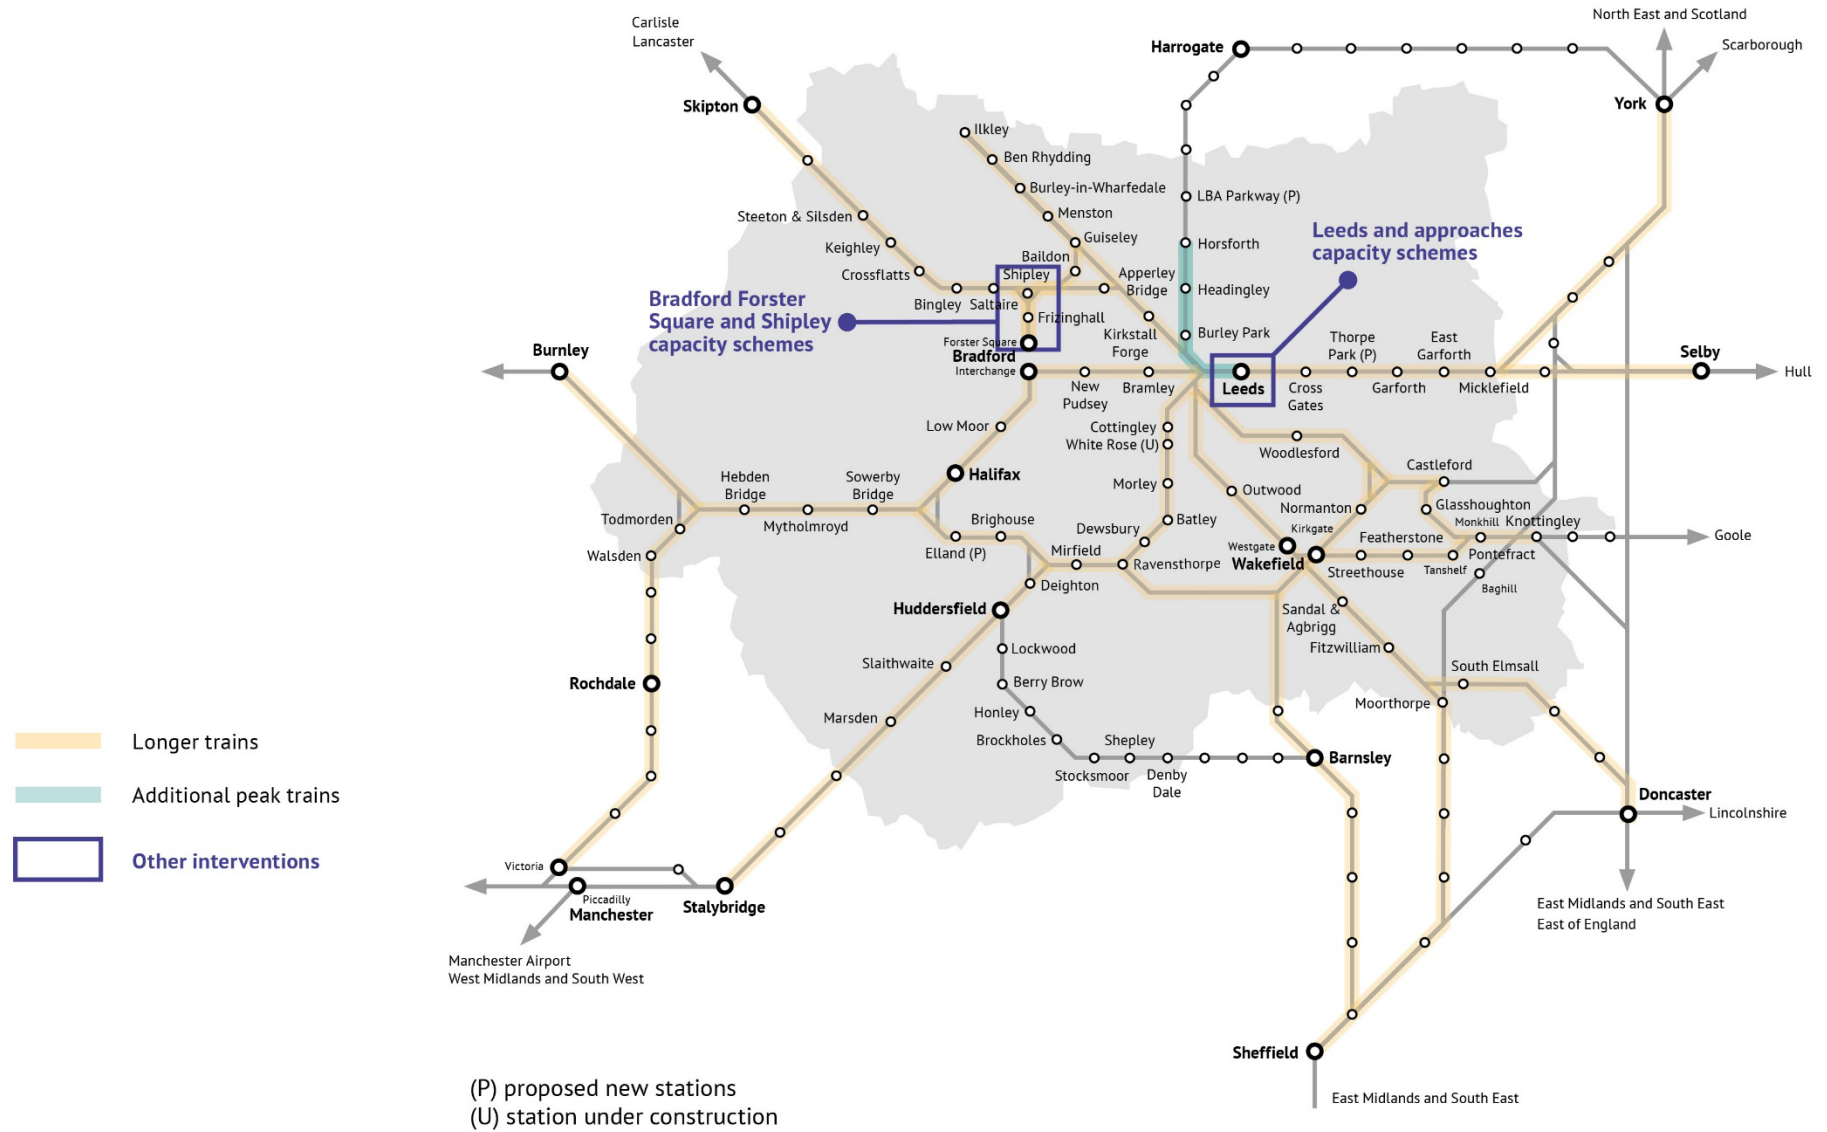 Carlisle
Lancaster
North East and Scotland
Scarborough
Harrogate
York
Skipton
Ilkley
Ben Rhydding
Burley-in-Wharfedale
Menston
Guiseley
Baildon
Shipley
Steeton & Silsden
Keighley
Crossflatts
Bingley
Saltaire
Frizinghall
Forster Square
Bradford
Interchange
Apperley
Bridge
Kirkstall
Forge
LBA Parkway (P)
Horsforth
Headingley
Burley Park
Leeds and approaches
capacity schemes
Bradford Forster
Square and Shipley
capacity schemes
Burnley
New
Pudsey
Bramley
Leeds
Cross
Gates
Thorpe
Park (P)
Garforth
East
Garforth
Micklefield
Selby
Hull
Low Moor
Halifax
Cottingley
White Rose (U)
Morley
Batley
Dewsbury
Woodlesford
Outwood
Normanton
Castleford
Glasshoughton
Monkhill
Knottingley
Goole
Hebden
Bridge
Mytholmroyd
Sowerby
Bridge
Todmorden
Walsden
Elland (P)
Brighouse
Mirfield
Ravensthorpe
Deighton
Huddersfield
Westgate
Kirkgate
Wakefield
Streethouse
Featherstone
Tanshelf
Pontefract
Baghill
Sandal &
Agbrigg
Fitzwilliam
South Elmsall
Moorthorpe
Lockwood
Berry Brow
Honley
Brockholes
Stocksmoor
Shepley
Denby
Dale
Barnsley
Slaithwaite
Marsden
Rochdale
Doncaster
Lincolnshire
East Midlands and South East
East of England
Victoria
Piccadilly
Manchester
Stalybridge
Manchester Airport
West Midlands and South West
Sheffield
East Midlands and South East
Longer trains
Additional peak trains
Other interventions
(P) proposed new stations
(U) station under construction